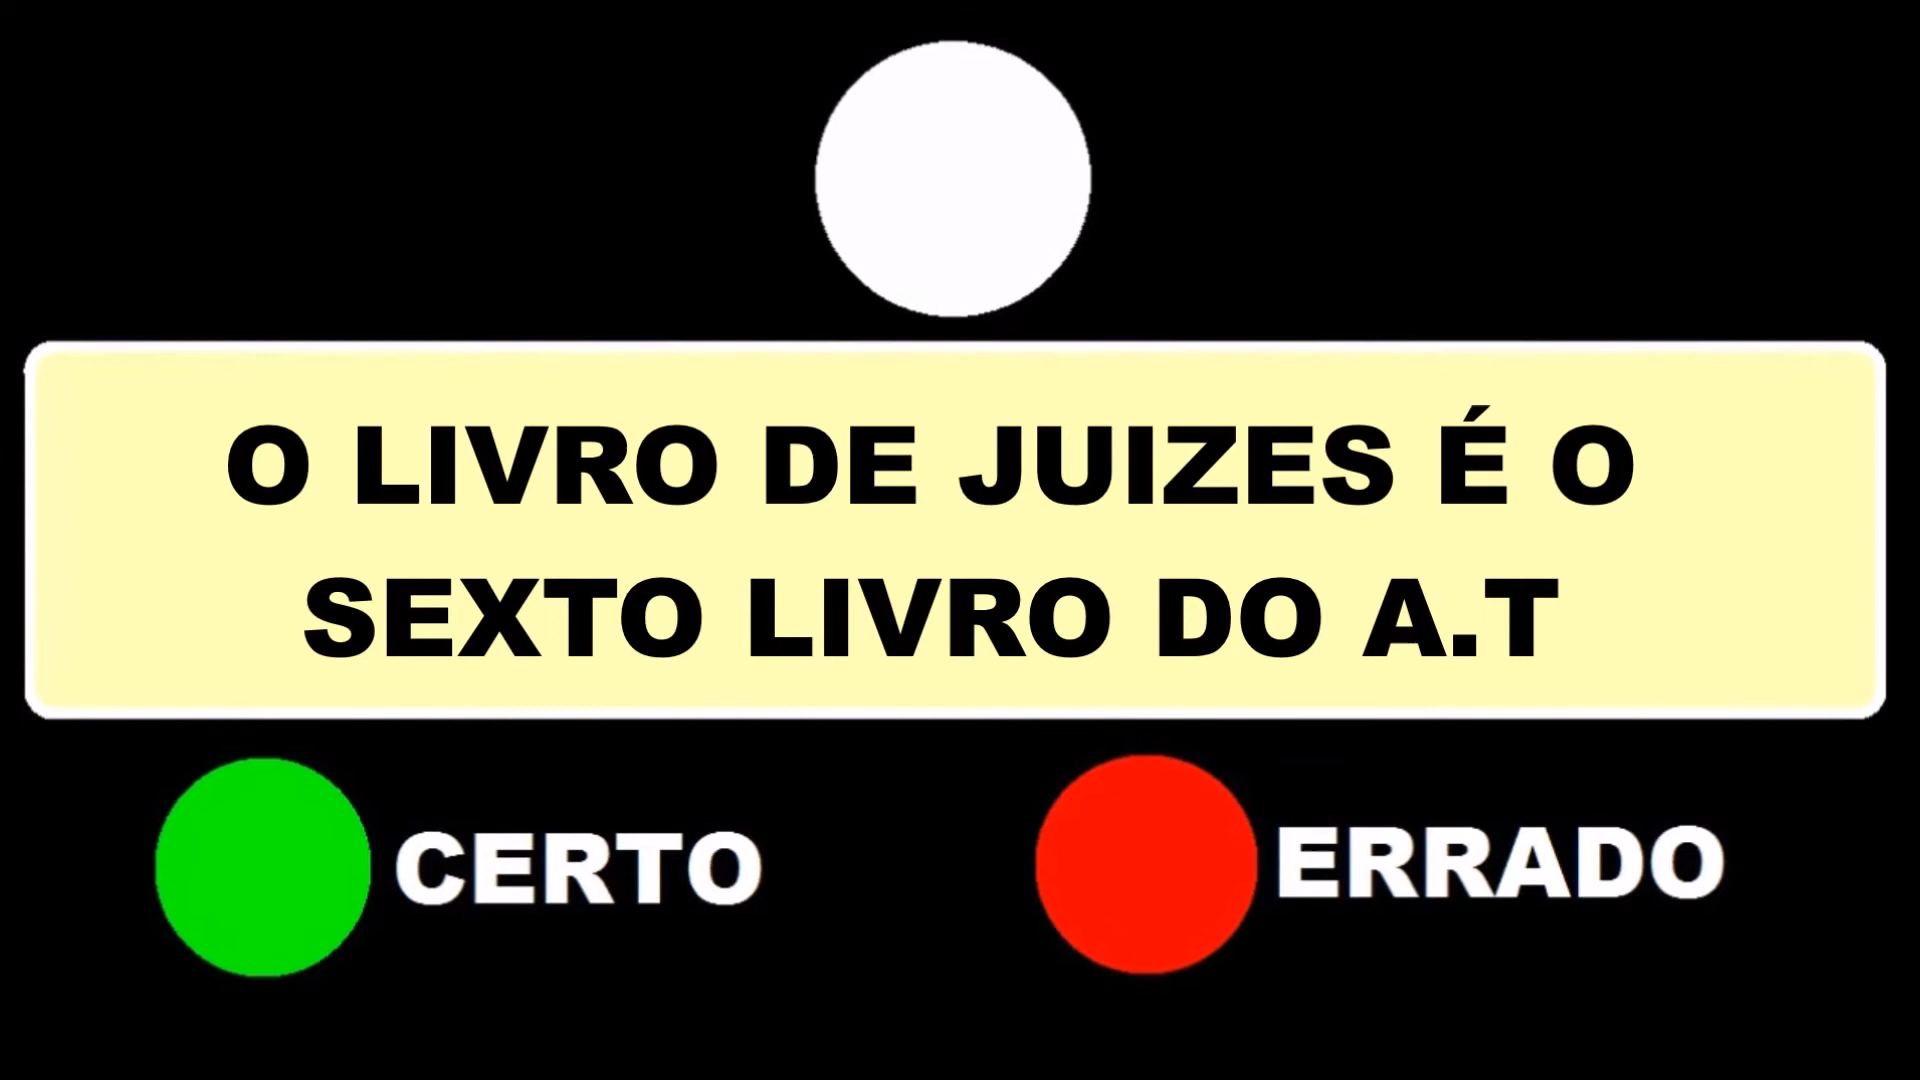 O LIVRO DE JUIZES É O
SEXTO LIVRO DO A.T
CERTO
ERRADO